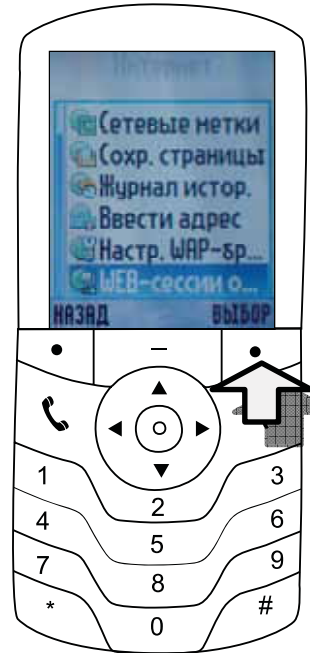 Интернет
Сетевые метки
Сохр. страницы
Журнал истор.
Ввести адрес
Настр. WAP-бр...
WEB-сессии о...
НАЗАД ВЫБОР
1 2 3
4 5 6
7 8 9
* 0 #